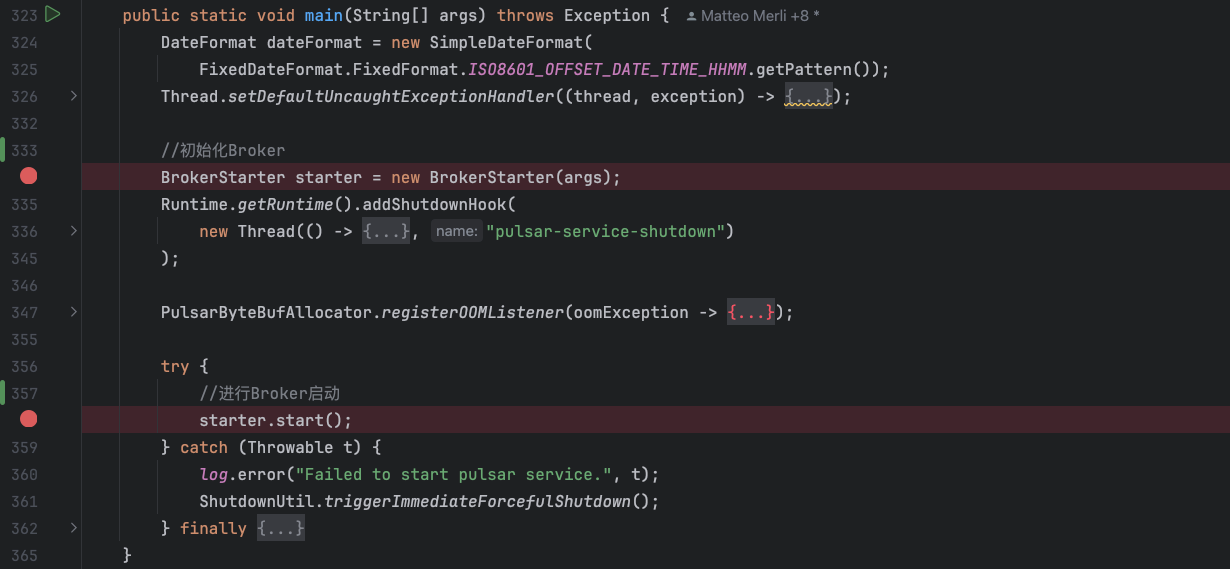 323 public static void main(String[] args) throws Exception { Matteo Merli +8 *
324 DateFormat dateFormat = new SimpleDateFormat(
325 FixedDateFormat.FixedFormat.ISO8601_OFFSET_DATE_TIME_HHMM.getPattern());
326 Thread.setDefaultUncaughtExceptionHandler((thread, exception) -> {...});
332
333 //初始化Broker
BrokerStarter starter = new BrokerStarter(args);
335 Runtime.getRuntime().addShutdownHook(
336 new Thread(() -> {...}, name: "pulsar-service-shutdown")
345 );
346
347 PulsarByteBufAllocator.registerOOMListener(oomException -> {...});
355
356 try {
357 //进行Broker启动
starter.start();
359 } catch (Throwable t) {
360 log.error("Failed to start pulsar service.", t);
361 ShutdownUtil.triggerImmediateForcefulShutdown();
362 } finally {...}
365 }